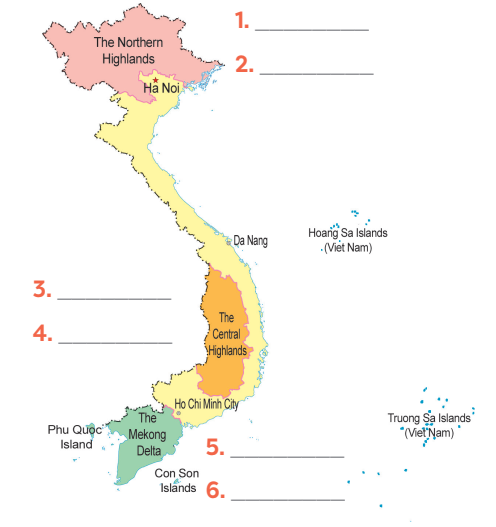 1. ____________
The Northern
Highlands
2. ____________
Ha Noi
Da Nang
Hoang Sa Islands
(Viet Nam)
3. ____________
The
Central
Highlands
4. ____________
Ho Chi Minh City
The
Mekong
Delta
Phu Quoc
Island
Truong Sa Islands
(Viet Nam)
5. ____________
Con Son
Islands
6. ____________